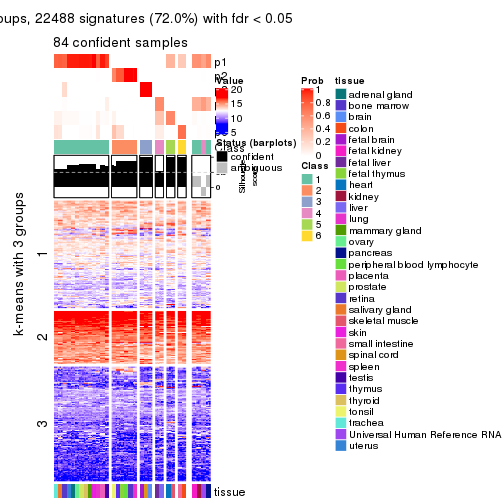 oups, 22488 signatures (72.0%) with fdr < 0.05
84 confident samples
p1
p2
Class
Silhouette
score
k-means with 3 groups
1
2
3
tissue
Value
20
15
10
5
Status (barplots)
confident
ambiguous
0
Prob
1
0.8
0.6
0.4
0.2
0
Class
1
2
3
4
5
6
tissue
adrenal gland
bone marrow
brain
colon
fetal brain
fetal kidney
fetal liver
fetal thymus
heart
kidney
liver
lung
mammary gland
ovary
pancreas
peripheral blood lymphocyte
placenta
prostate
retina
salivary gland
skeletal muscle
skin
small intestine
spinal cord
spleen
testis
thymus
thyroid
tonsil
trachea
Universal Human Reference RNA
uterus